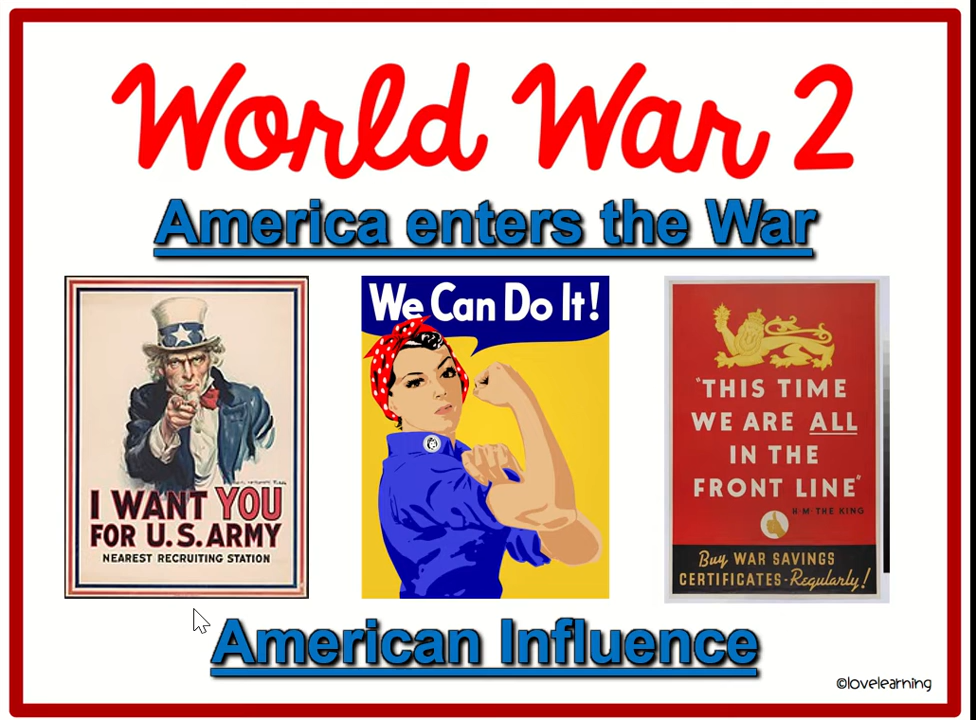 World War 2
America enters the War
I WANT YOU
FOR U.S. ARMY
NEAREST RECRUITING STATION
We Can Do It!
"THIS TIME
WE ARE ALL
IN THE
FRONT LINE"
H·M·THE KING
Buy WAR SAVINGS
CERTIFICATES-Regularly!
American Influence
©lovelearning